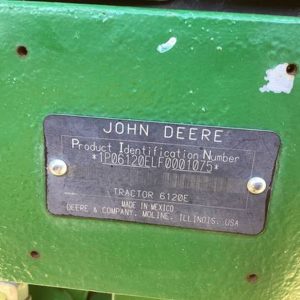 JOHN DEERE
Product Identification Number
*1P06120ELF0001075*
TRACTOR 6120E
MADE IN MEXICO
DEERE & COMPANY, MOLINE, ILLINOIS, USA